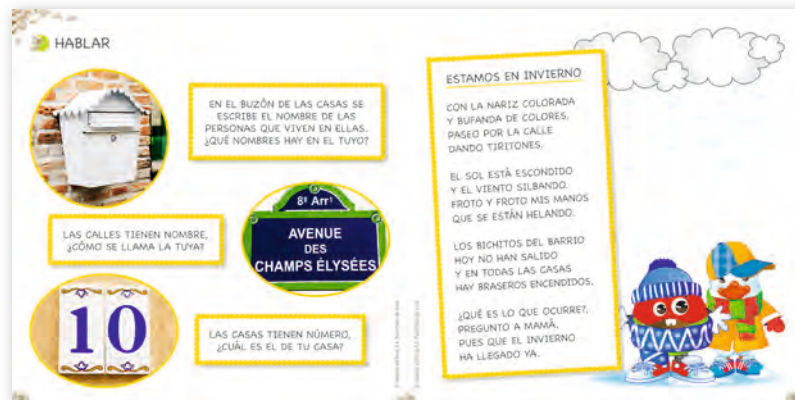 HABLAR
EN EL BUZÓN DE LAS CASAS SE
ESCRIBE EL NOMBRE DE LAS
PERSONAS QUE VIVEN EN ELLAS.
¿QUÉ NOMBRES HAY EN EL TUYO?
8º Arrt
AVENUE
DES
CHAMPS ÉLYSÉES
LAS CALLES TIENEN NOMBRE,
¿CÓMO SE LLAMA LA TUYA?
10
LAS CASAS TIENEN NÚMERO,
¿CUÁL ES EL DE TU CASA?
ESTAMOS EN INVIERNO
CON LA NARIZ COLORADA
Y BUFANDA DE COLORES,
PASEO POR LA CALLE
DANDO TIRITONES.
EL SOL ESTÁ ESCONDIDO
Y EL VIENTO SILBANDO.
FROTO Y FROTO MIS MANOS
QUE SE ESTÁN HELANDO.
LOS BICHITOS DEL BARRIO
HOY NO HAN SALIDO
Y EN TODAS LAS CASAS
HAY BRASEROS ENCENDIDOS.
¿QUÉ ES LO QUE OCURRE?,
PREGUNTO A MAMÁ,
PUES QUE EL INVIERNO
HA LLEGADO YA.